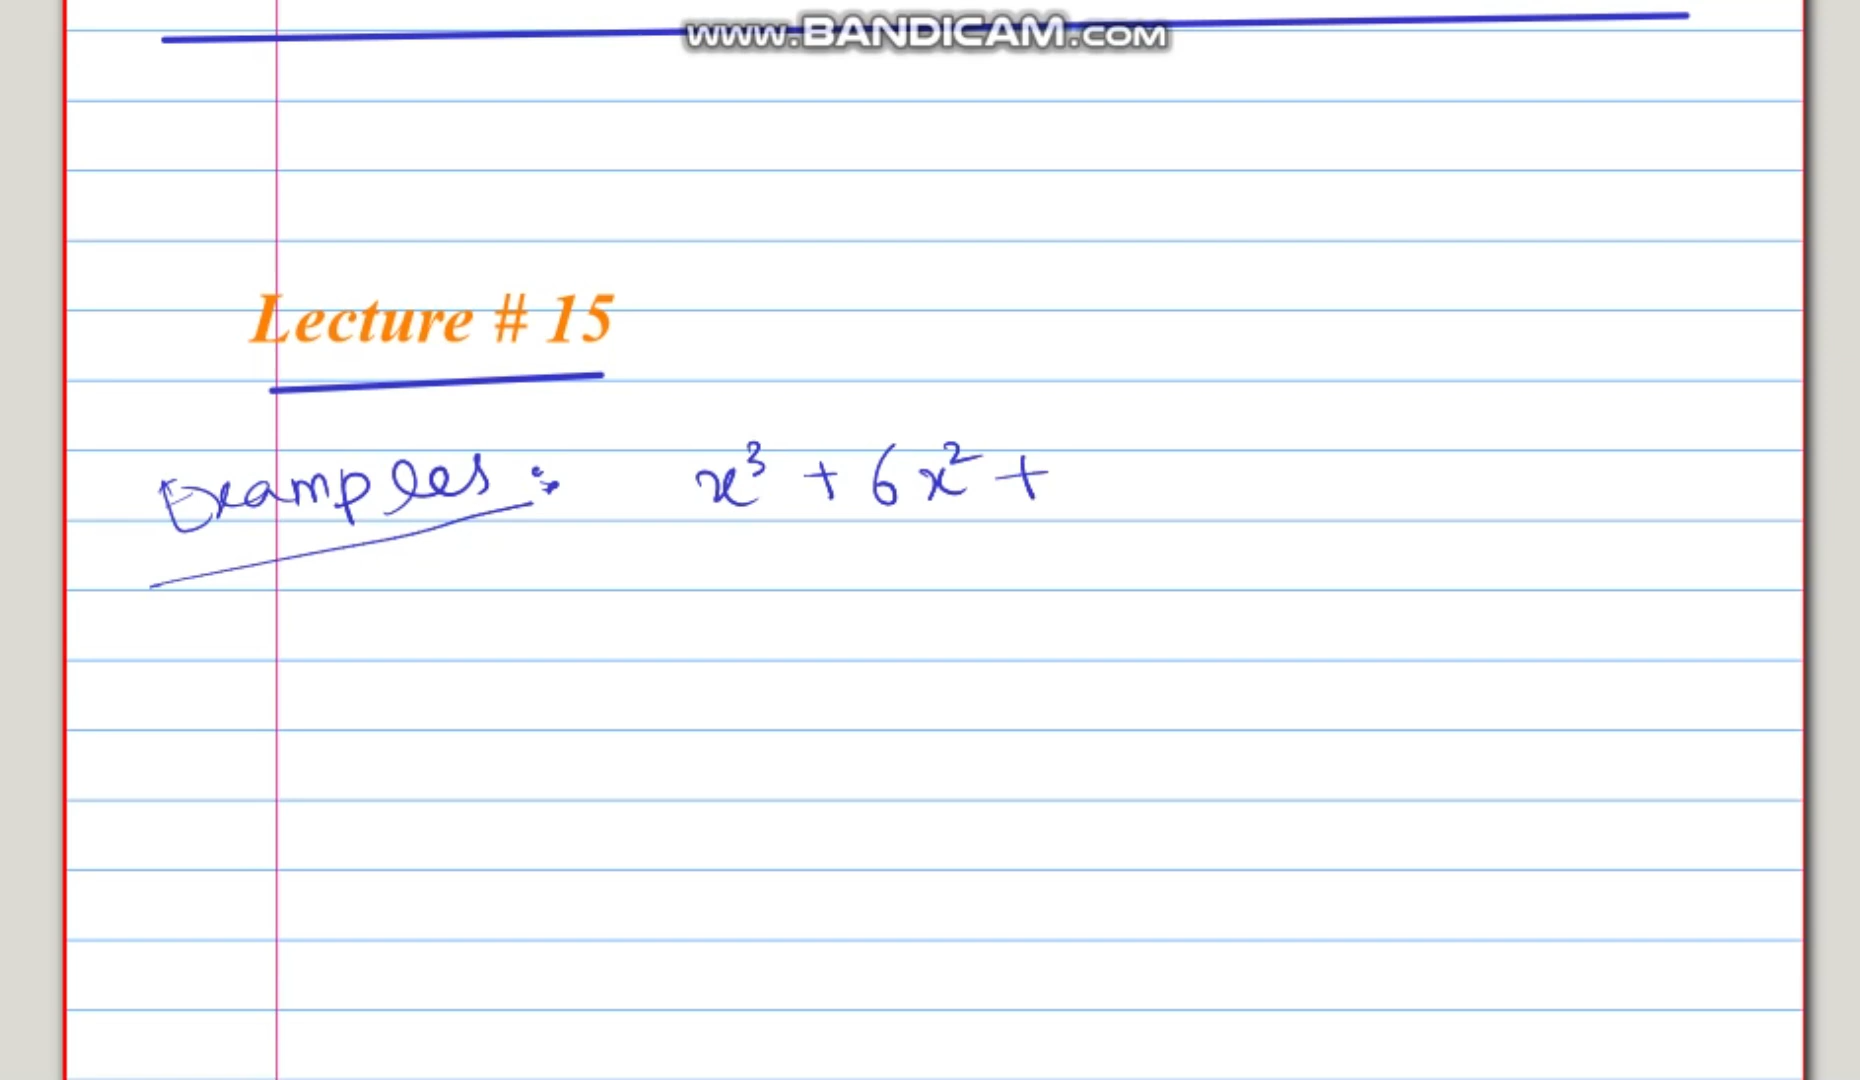 www.BANDICAM.COM
Lecture # 15
Examples : x³ + 6x² +